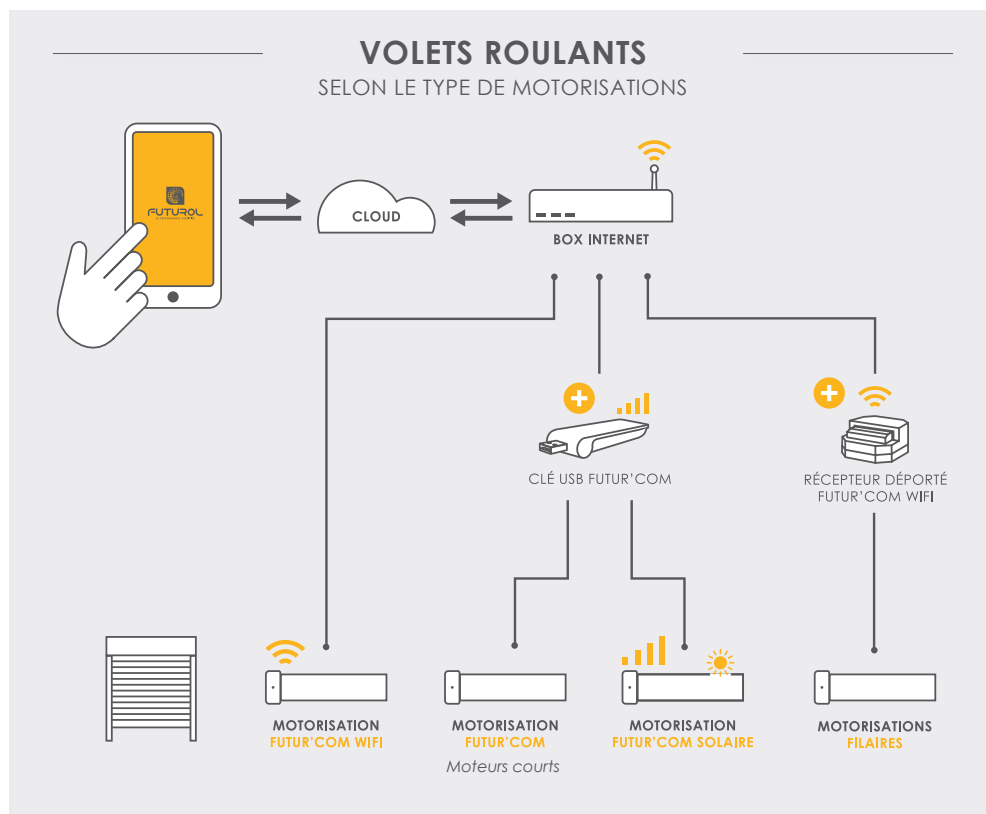 VOLETS ROULANTS
SELON LE TYPE DE MOTORISATIONS
FUTUROL
CLOUD
BOX INTERNET
CLÉ USB FUTUR'COM
RÉCEPTEUR DÉPORTÉ
FUTUR'COM WIFI
MOTORISATION
FUTUR'COM WIFI
MOTORISATION
FUTUR'COM
Moteurs courts
MOTORISATION
FUTUR'COM SOLAIRE
MOTORISATIONS
FILAIRES